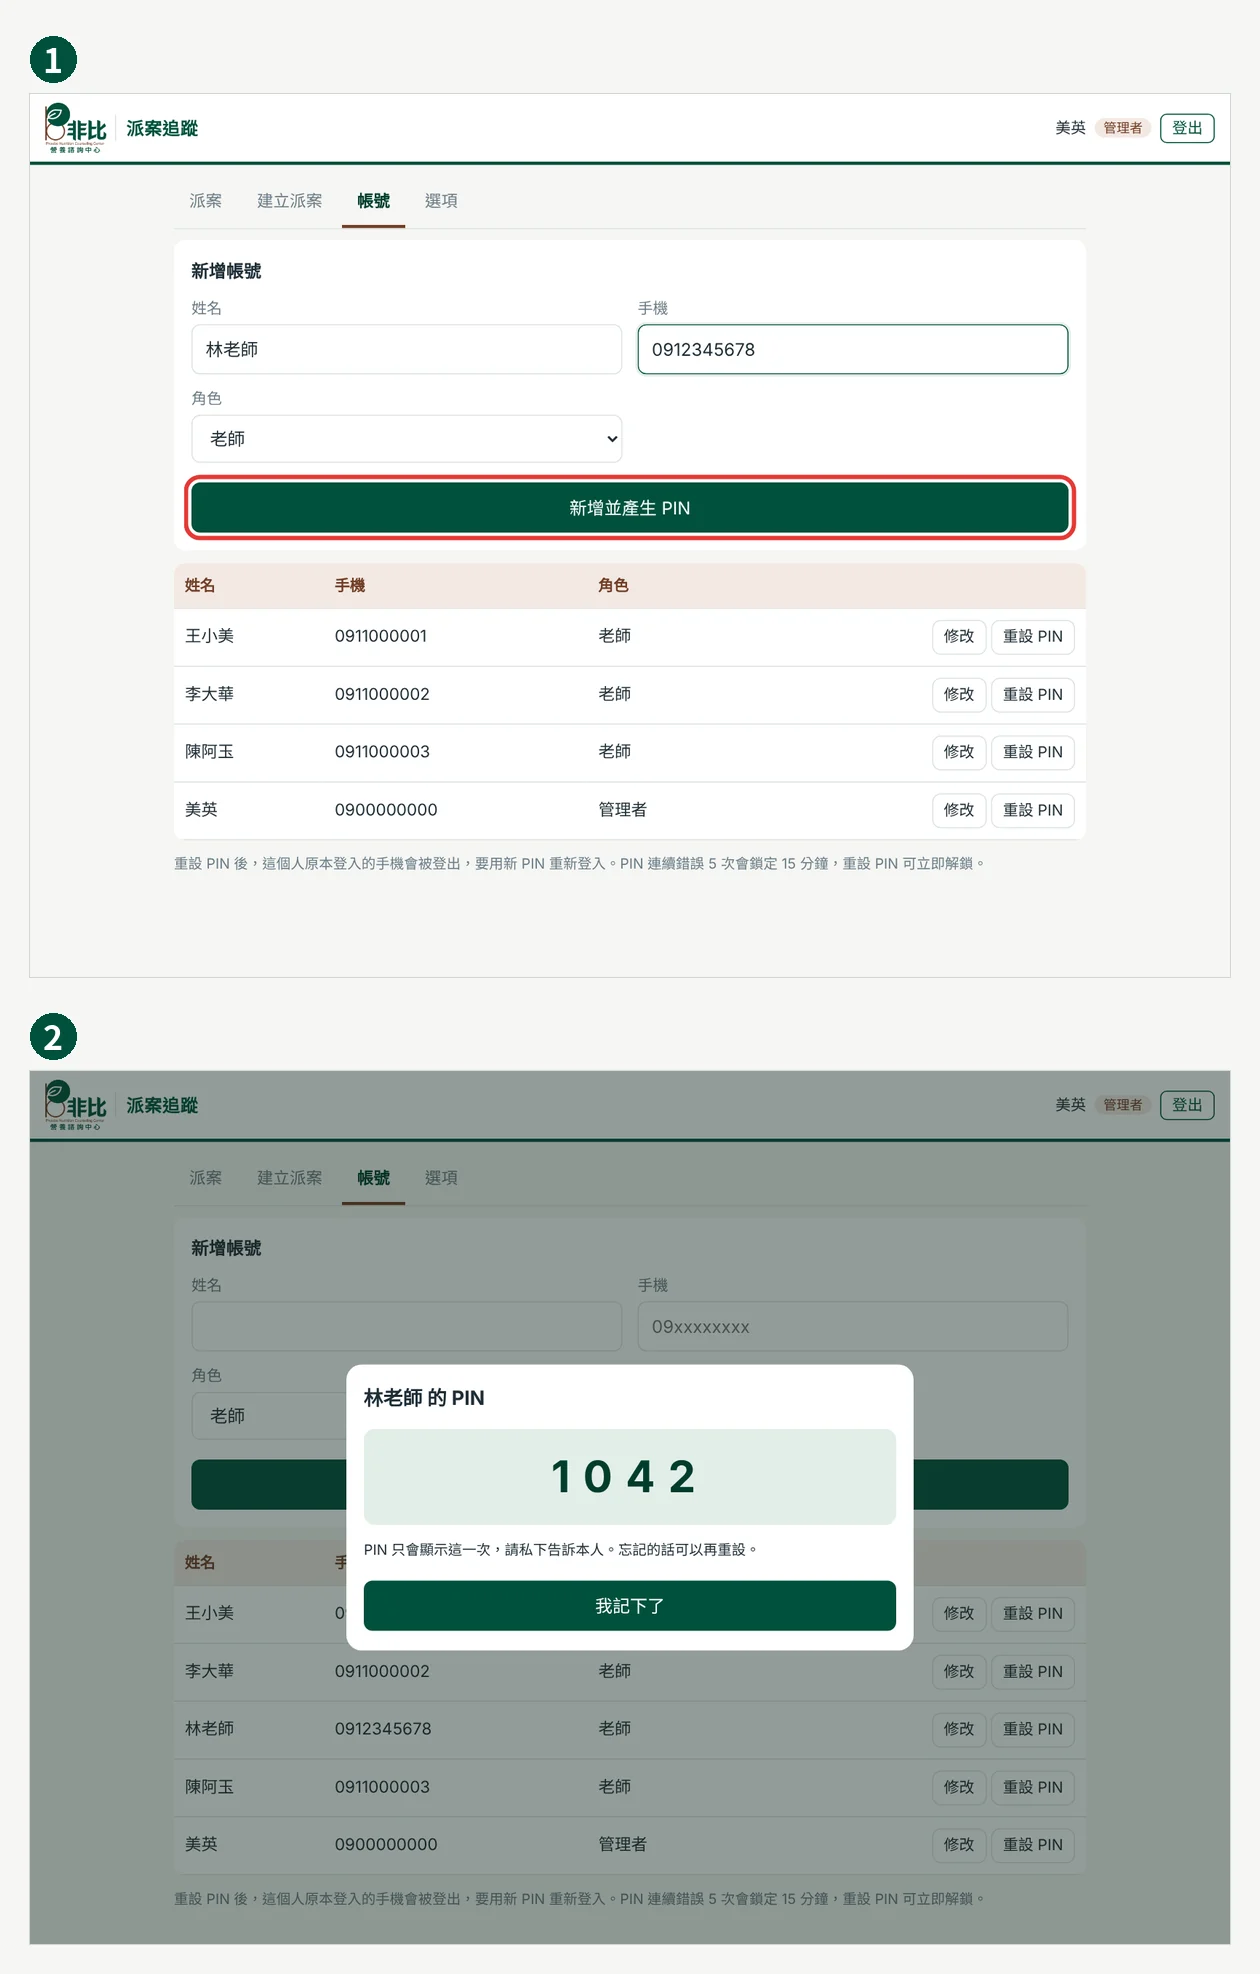 1
非比
營養諮詢中心
派案追蹤
美英 管理者 登出
派案 建立派案 帳號 選項
新增帳號
姓名 手機
林老師 0912345678
角色
老師
新增並產生 PIN
姓名 手機 角色
王小美 0911000001 老師 修改 重設 PIN
李大華 0911000002 老師 修改 重設 PIN
陳阿玉 0911000003 老師 修改 重設 PIN
美英 0900000000 管理者 修改 重設 PIN
重設 PIN 後，這個人原本登入的手機會被登出，要用新 PIN 重新登入。PIN 連續錯誤 5 次會鎖定 15 分鐘，重設 PIN 可立即解鎖。
2
非比
營養諮詢中心
派案追蹤
美英 管理者 登出
派案 建立派案 帳號 選項
新增帳號
姓名 手機
09xxxxxxxx
角色
老師
林老師 的 PIN
1042
PIN 只會顯示這一次，請私下告訴本人。忘記的話可以再重設。
我記下了
姓名 手
王小美 09 修改 重設 PIN
李大華 0911000002 老師 修改 重設 PIN
林老師 0912345678 老師 修改 重設 PIN
陳阿玉 0911000003 老師 修改 重設 PIN
美英 0900000000 管理者 修改 重設 PIN
重設 PIN 後，這個人原本登入的手機會被登出，要用新 PIN 重新登入。PIN 連續錯誤 5 次會鎖定 15 分鐘，重設 PIN 可立即解鎖。